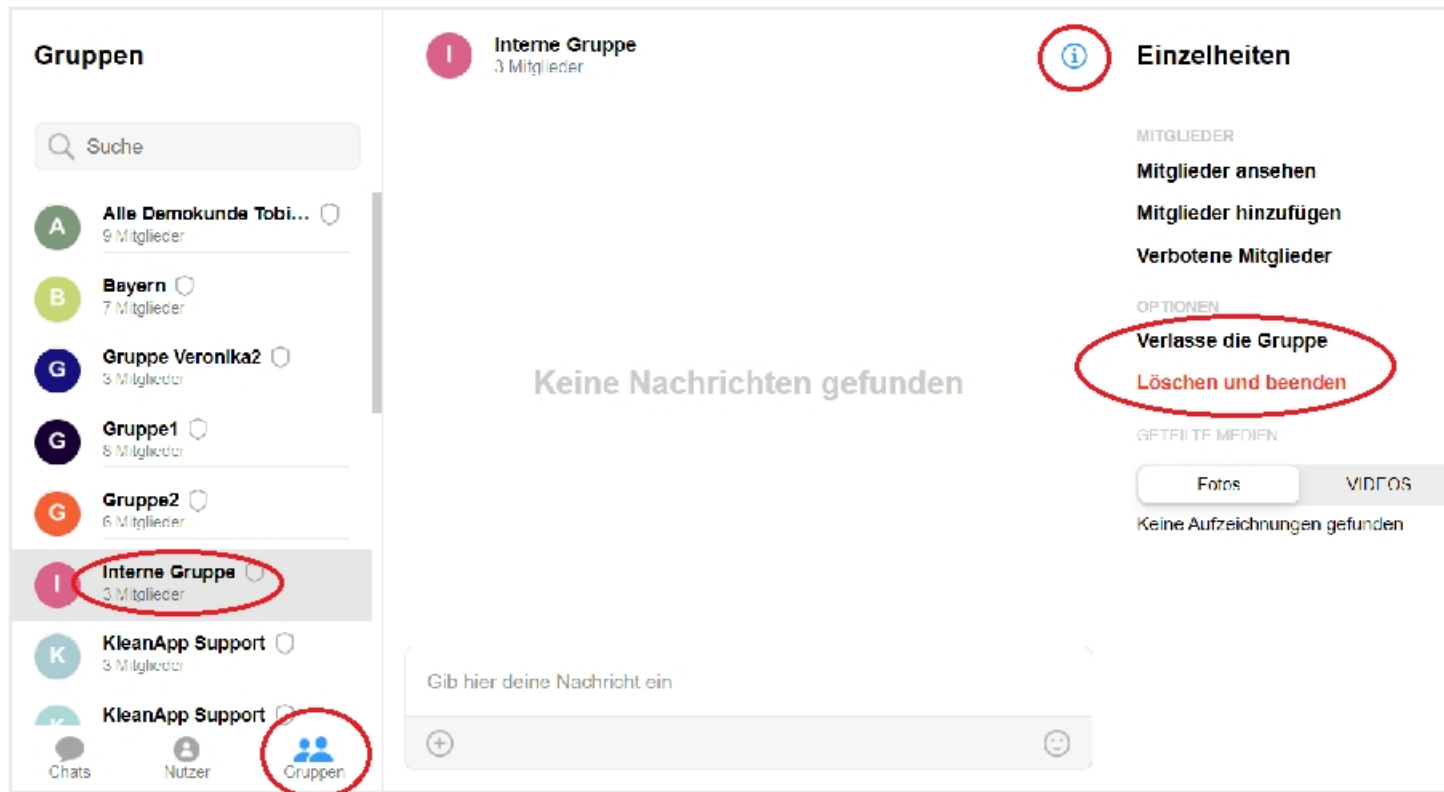 Gruppen
Suche
A
Alle Demokunde Tobi...
9 Mitglieder
B
Bayern
7 Mitglieder
G
Gruppe Veronika2
3 Mitglieder
G
Gruppe1
8 Mitglieder
G
Gruppe2
6 Mitglieder
I
Interne Gruppe
3 Mitglieder
K
KleanApp Support
3 Mitglieder
K
KleanApp Support
Chats
Nutzer
Gruppen
I
Interne Gruppe
3 Mitglieder
Keine Nachrichten gefunden
Gib hier deine Nachricht ein
Einzelheiten
MITGLIEDER
Mitglieder ansehen
Mitglieder hinzufügen
Verbotene Mitglieder
OPTIONEN
Verlasse die Gruppe
Löschen und beenden
GETEILTE MEDIEN
Fotos
VIDEOS
Keine Aufzeichnungen gefunden